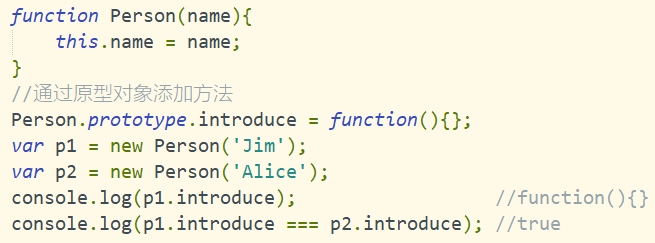 function Person(name){
    this.name = name;
}
//通过原型对象添加方法
Person.prototype.introduce = function(){};
var p1 = new Person('Jim');
var p2 = new Person('Alice');
console.log(p1.introduce);                 //function(){}
console.log(p1.introduce === p2.introduce); //true